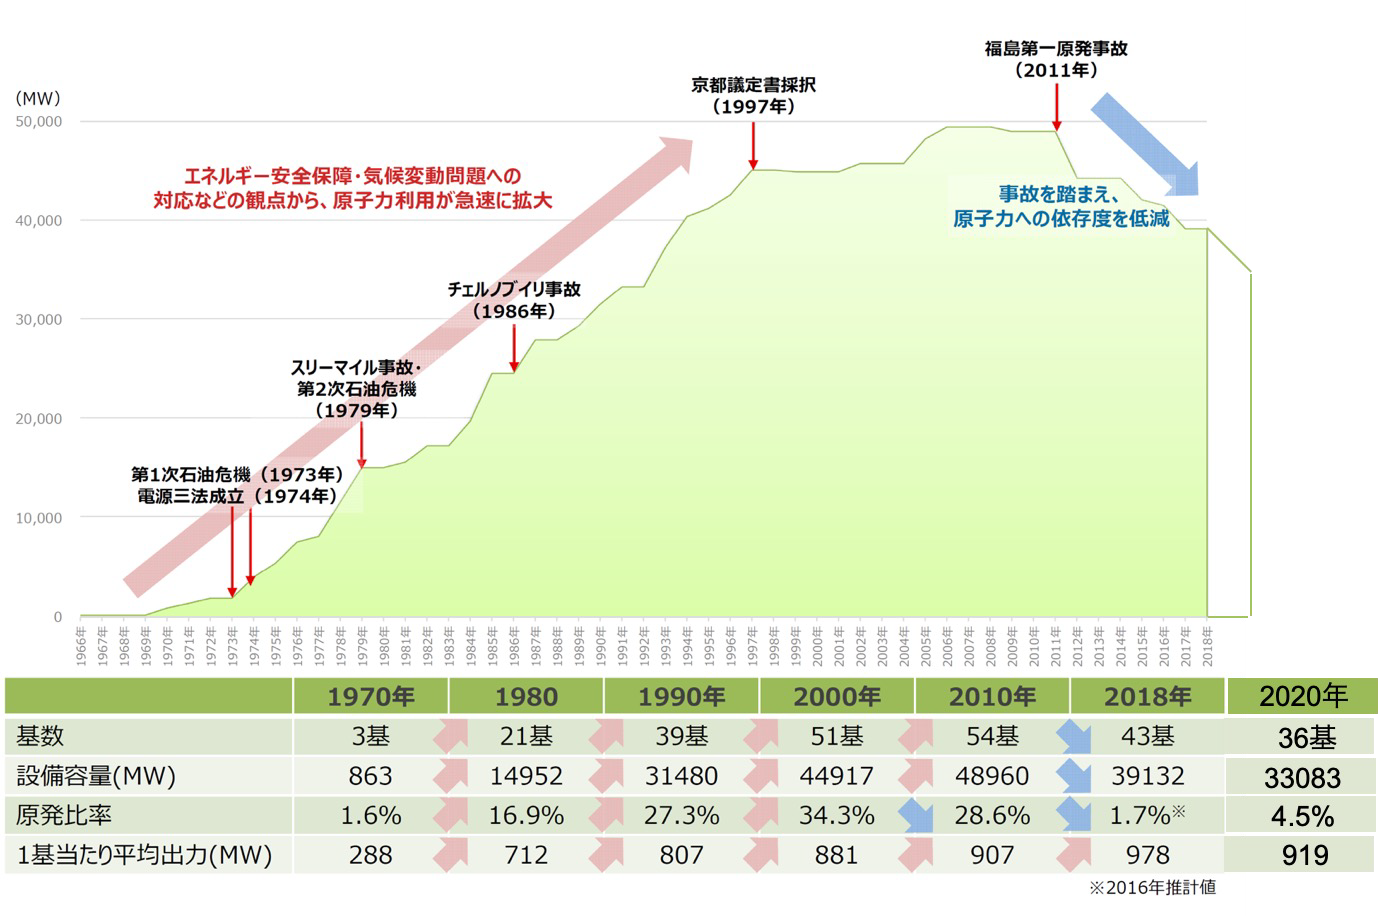 福島第一原発事故
（2011年）
京都議定書採択
（1997年）
（MW）
50,000
エネルギー安全保障・気候変動問題への
対応などの観点から、原子力利用が急速に拡大
事故を踏まえ、
原子力への依存度を低減
40,000
チェルノブイリ事故
（1986年）
30,000
スリーマイル事故・
第2次石油危機
（1979年）
20,000
第1次石油危機（1973年）
電源三法成立（1974年）
10,000
0
1966年 1967年 1968年 1969年 1970年 1971年 1972年 1973年 1974年 1975年 1976年 1977年 1978年 1979年 1980年 1981年 1982年 1983年 1984年 1985年 1986年 1987年 1988年 1989年 1990年 1991年 1992年 1993年 1994年 1995年 1996年 1997年 1998年 1999年 2000年 2001年 2002年 2003年 2004年 2005年 2006年 2007年 2008年 2009年 2010年 2011年 2012年 2013年 2014年 2015年 2016年 2017年 2018年
1970年 1980 1990年 2000年 2010年 2018年 2020年
基数 3基 21基 39基 51基 54基 43基 36基
設備容量(MW) 863 14952 31480 44917 48960 39132 33083
原発比率 1.6% 16.9% 27.3% 34.3% 28.6% 1.7%※ 4.5%
1基当たり平均出力(MW) 288 712 807 881 907 978 919
※2016年推計値